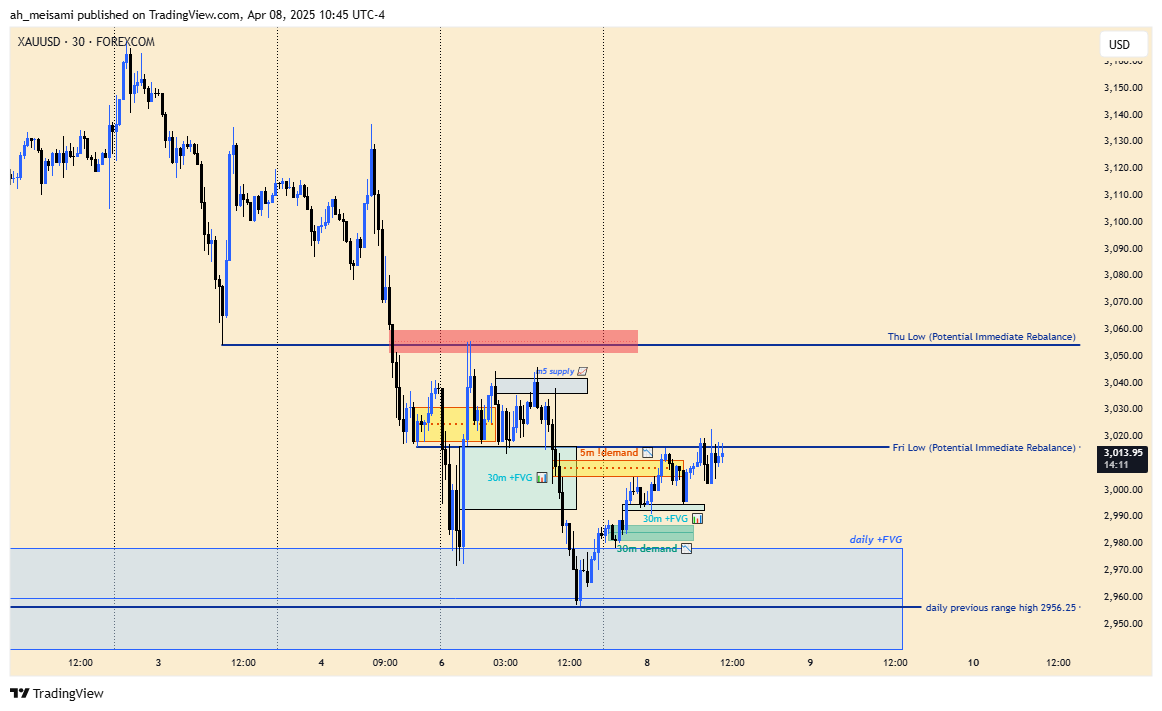 ah_meisami published on TradingView.com, Apr 08, 2025 10:45 UTC-4
XAUUSD · 30 · FOREXCOM
USD
3,160.00
3,150.00
3,140.00
3,130.00
3,120.00
3,110.00
3,100.00
3,090.00
3,080.00
3,070.00
3,060.00
Thu Low (Potential Immediate Rebalance)
3,050.00
m5 supply
3,040.00
3,030.00
3,020.00
Fri Low (Potential Immediate Rebalance)
5m !demand
3,013.95
14:11
30m +FVG
3,000.00
2,990.00
30m +FVG
2,980.00
daily +FVG
30m demand
2,970.00
2,960.00
daily previous range high 2956.25
2,950.00
12:00 3 12:00 4 09:00 6 03:00 12:00 8 12:00 9 12:00 10 12:00
TradingView